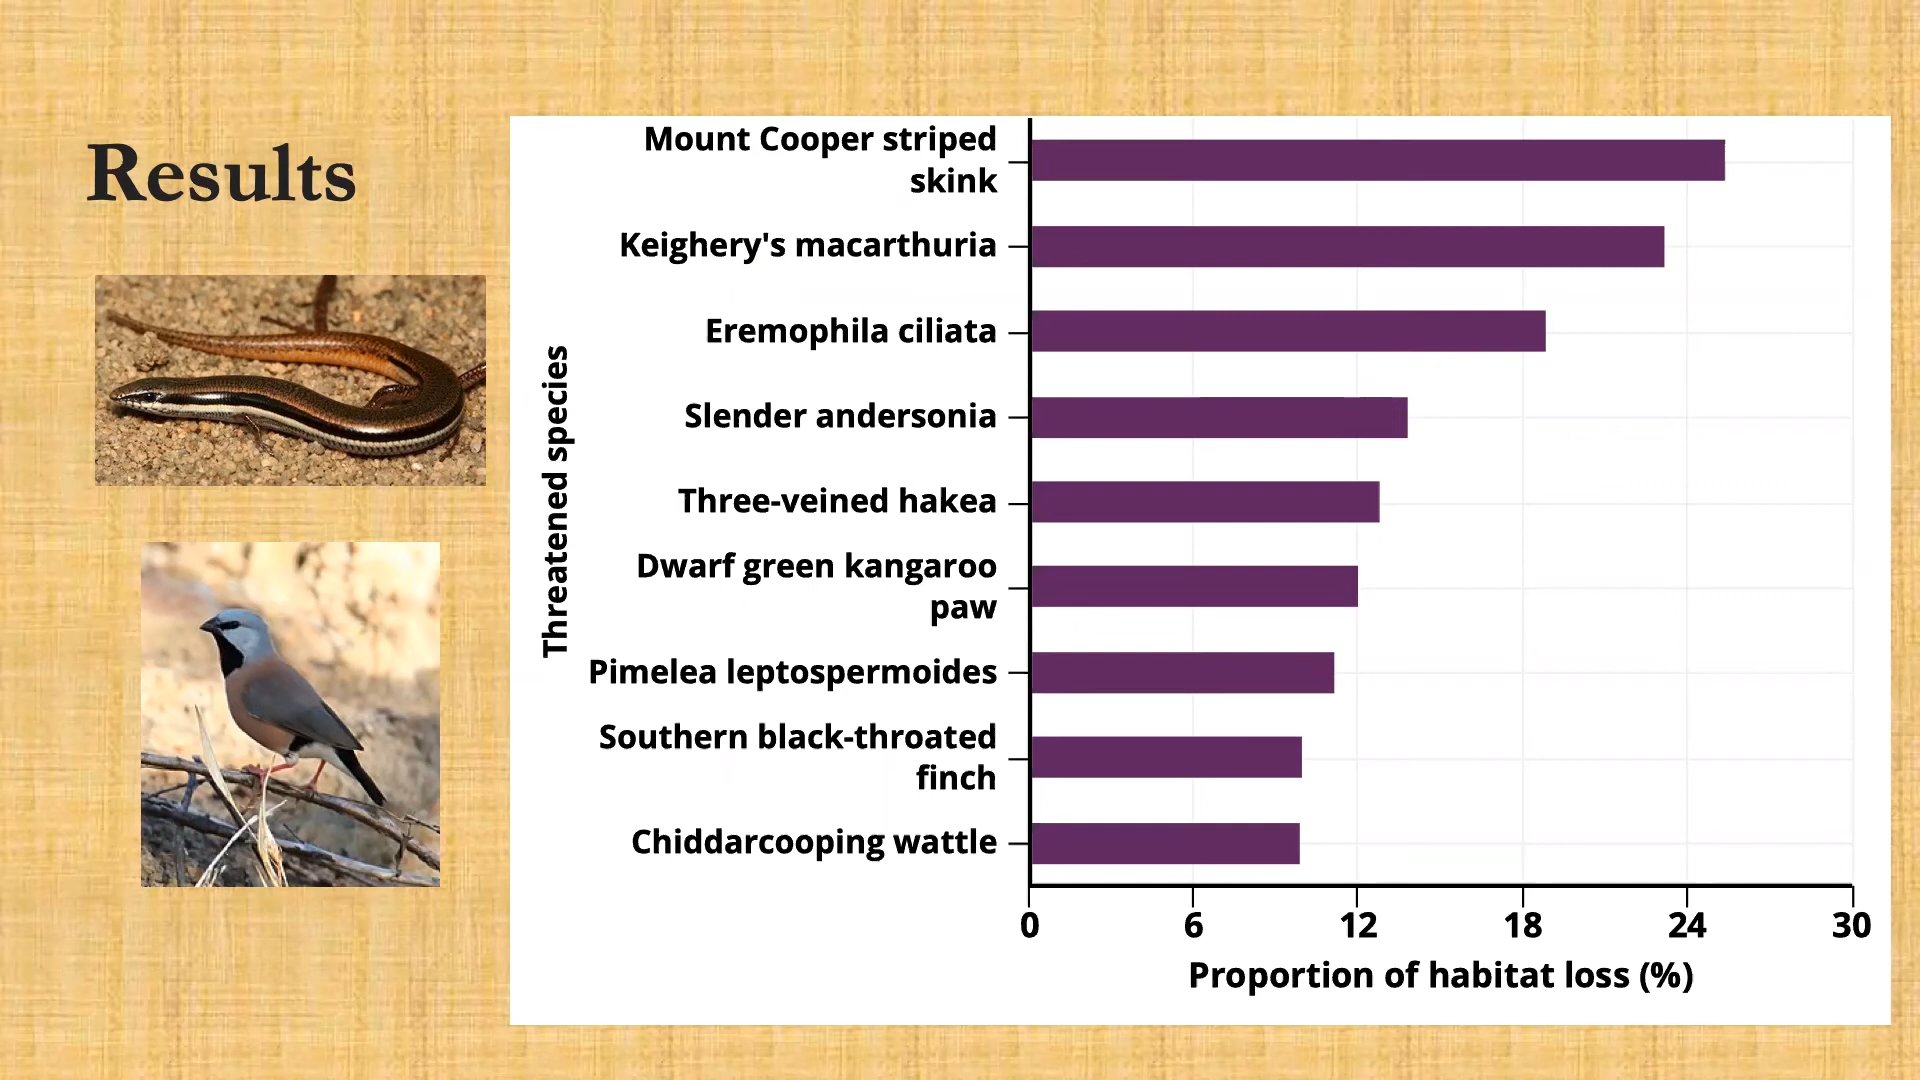 Results
Threatened species
Mount Cooper striped
skink
Keighery's macarthuria
Eremophila ciliata
Slender andersonia
Three-veined hakea
Dwarf green kangaroo
paw
Pimelea leptospermoides
Southern black-throated
finch
Chiddarcooping wattle
0 6 12 18 24 30
Proportion of habitat loss (%)